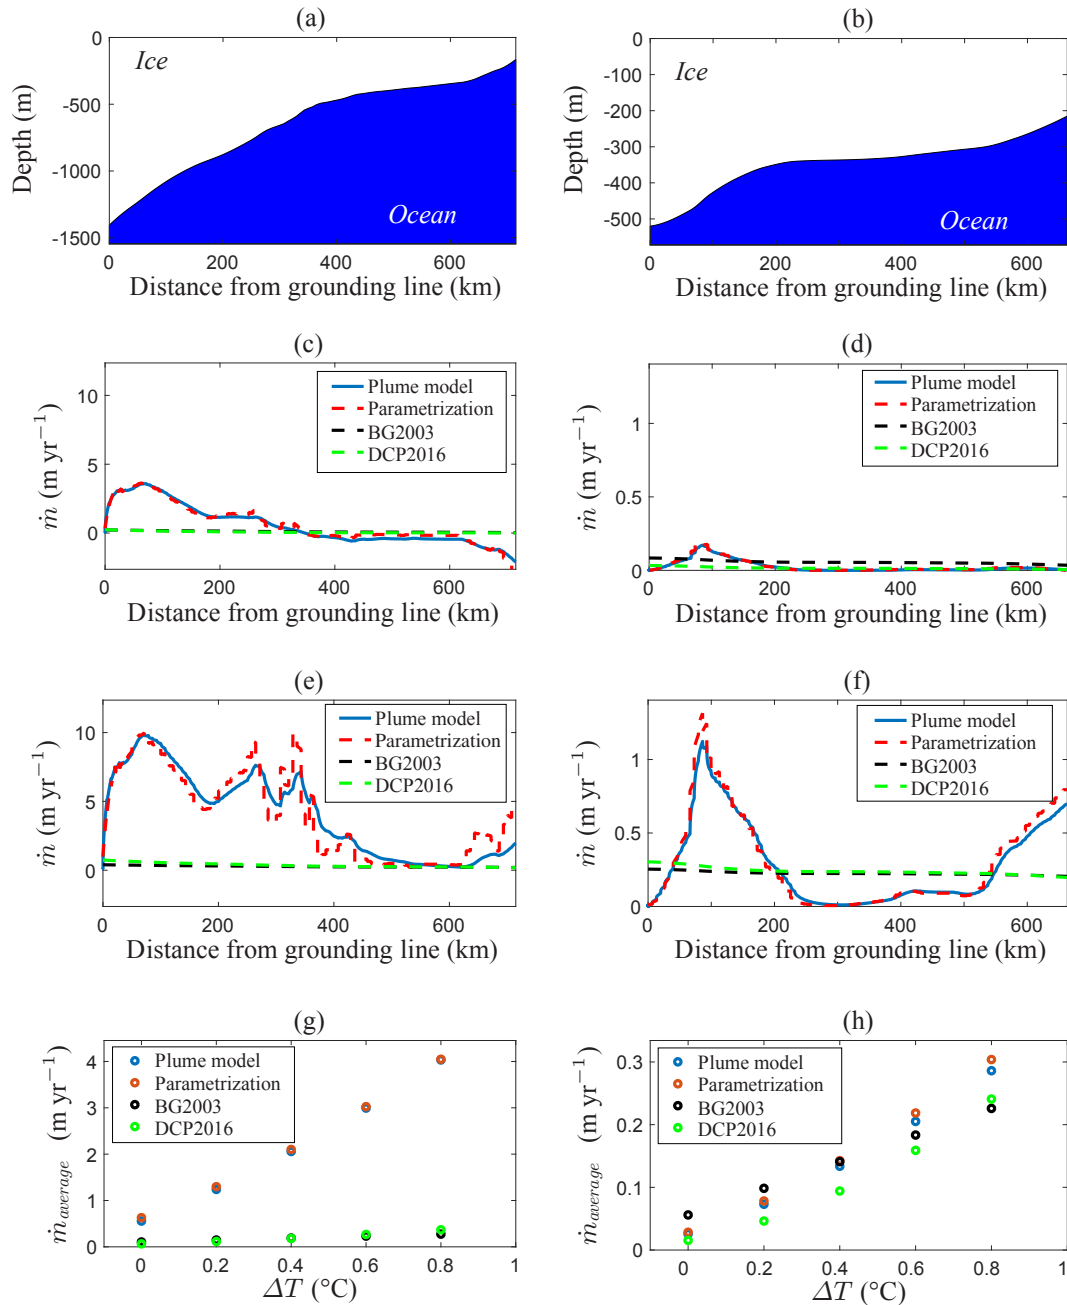 (a)
0
-500
-1000
-1500
Depth (m)
Ice
Ocean
0 200 400 600
Distance from grounding line (km)
(b)
0
-100
-200
-300
-400
-500
Depth (m)
Ice
Ocean
0 200 400 600
Distance from grounding line (km)
(c)
10
5
0
ṁ (m yr⁻¹)
Plume model
Parametrization
BG2003
DCP2016
0 200 400 600
Distance from grounding line (km)
(d)
1
0.5
0
ṁ (m yr⁻¹)
Plume model
Parametrization
BG2003
DCP2016
0 200 400 600
Distance from grounding line (km)
(e)
10
5
0
ṁ (m yr⁻¹)
Plume model
Parametrization
BG2003
DCP2016
0 200 400 600
Distance from grounding line (km)
(f)
1
0.5
0
ṁ (m yr⁻¹)
Plume model
Parametrization
BG2003
DCP2016
0 100 200 400 600
Distance from grounding line (km)
(g)
4
3
2
1
0
ṁaverage (m yr⁻¹)
Plume model
Parametrization
BG2003
DCP2016
0 0.2 0.4 0.6 0.8 1
ΔT (°C)
(h)
0.3
0.2
0.1
0
ṁaverage (m yr⁻¹)
Plume model
Parametrization
BG2003
DCP2016
0 0.2 0.4 0.6 0.8 1
ΔT (°C)